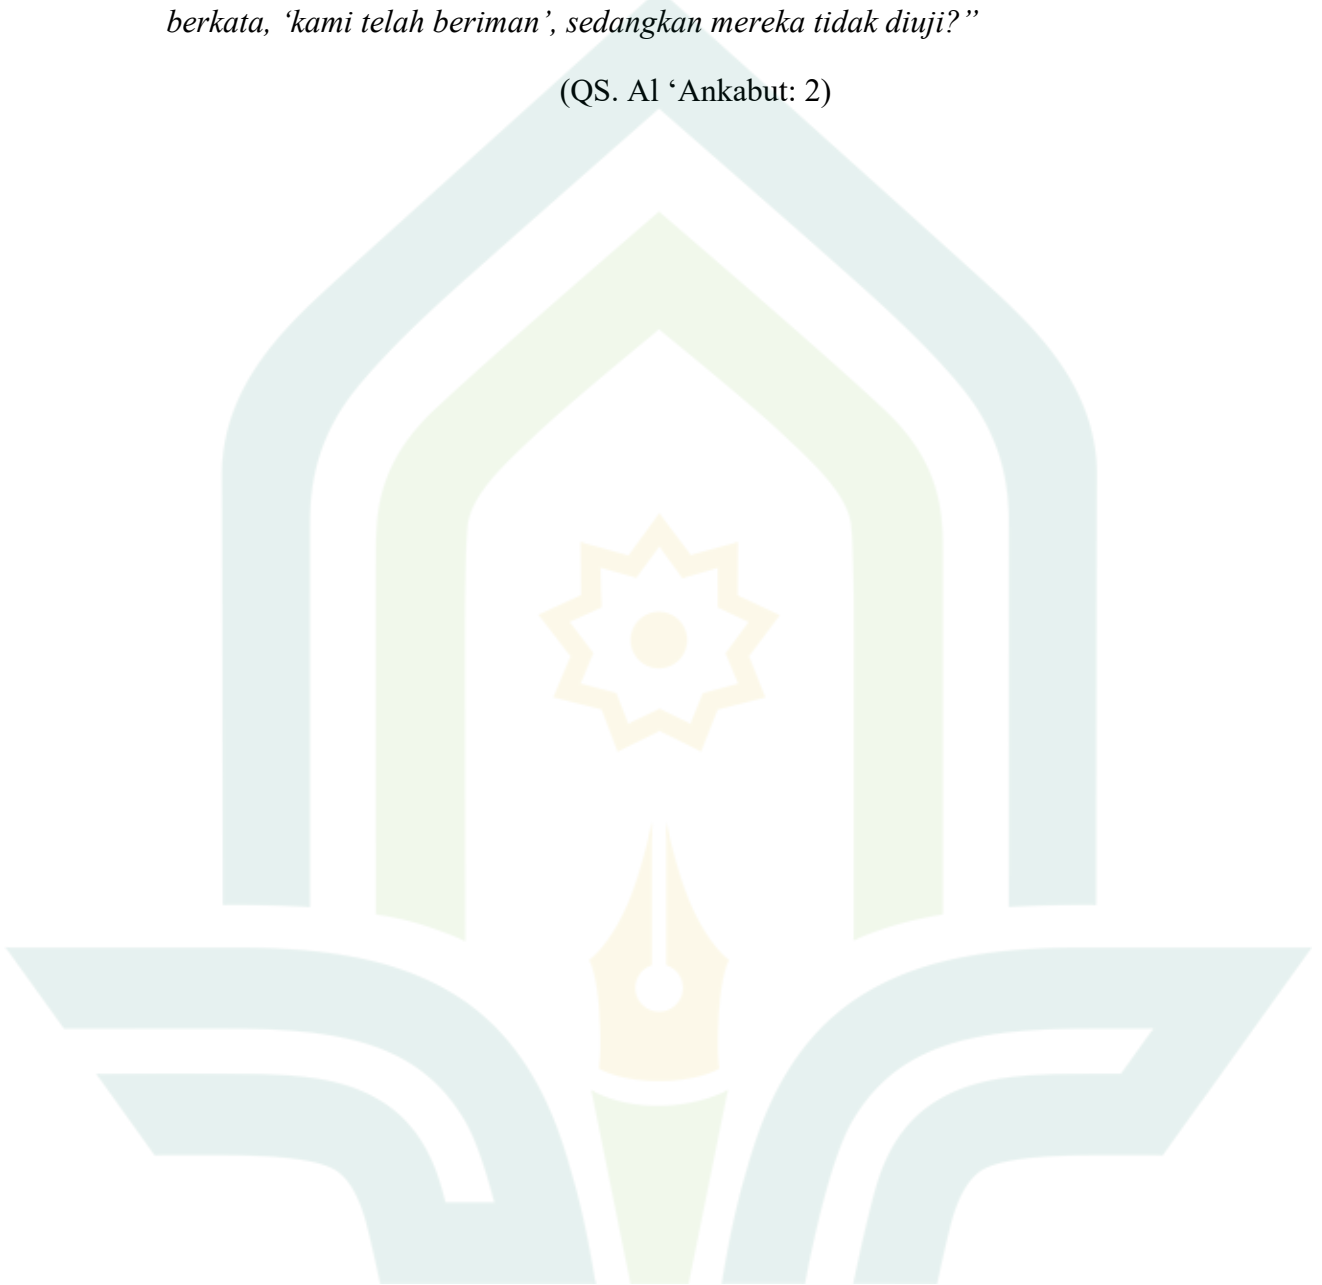 berkata, ‘kami telah beriman’, sedangkan mereka tidak diuji?”
(QS. Al ‘Ankabut: 2)